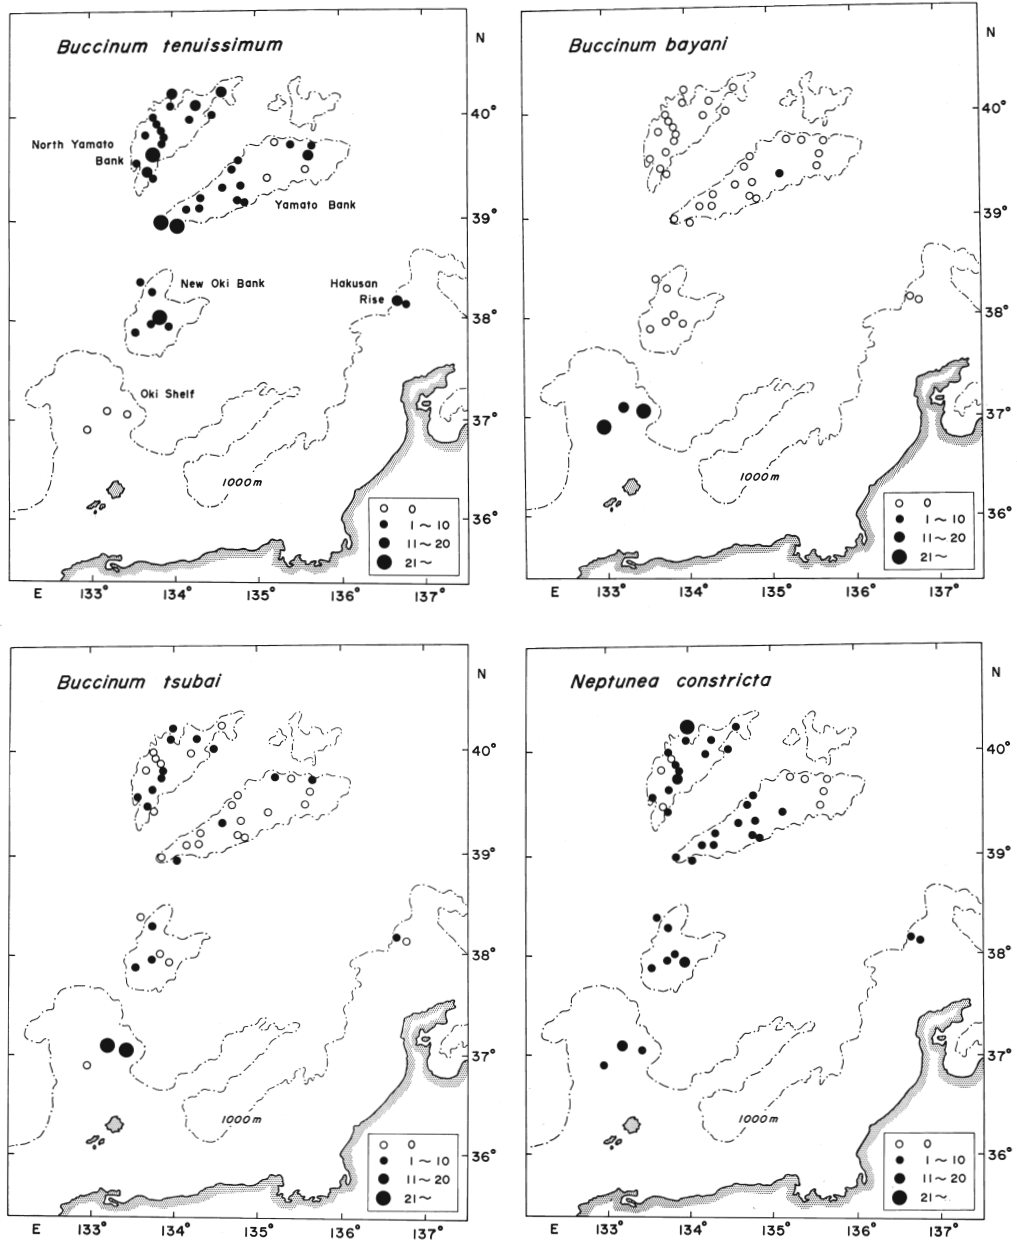 Buccinum tenuissimum
N
40°
North Yamato
Bank
Yamato Bank
39°
New Oki Bank
Hakusan
Rise
38°
Oki Shelf
37°
1000m
○ 0
● 1～10
● 11～20
● 21～
36°
E 133° 134° 135° 136° 137°
Buccinum bayani
N
40°
39°
38°
37°
1000m
○ 0
● 1～10
● 11～20
● 21～
36°
E 133° 134° 135° 136° 137°
Buccinum tsubai
N
40°
39°
38°
37°
1000m
○ 0
● 1～10
● 11～20
● 21～
36°
E 133° 134° 135° 136° 137°
Neptunea constricta
N
40°
39°
38°
37°
1000m
○ 0
● 1～10
● 11～20
● 21～
36°
E 133° 134° 135° 136° 137°